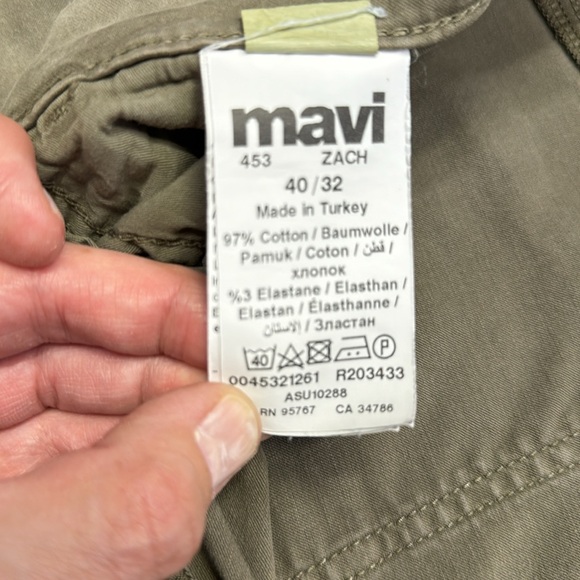 mavi
453 ZACH
40/32
Made in Turkey
97% Cotton / Baumwolle /
Pamuk / Coton / قطن /
хлопок
%3 Elastane / Elasthan /
Elastan / Élasthanne /
الاستان / Эластан
40 P
0045321261 R203433
ASU10288
RN 95767 CA 34786